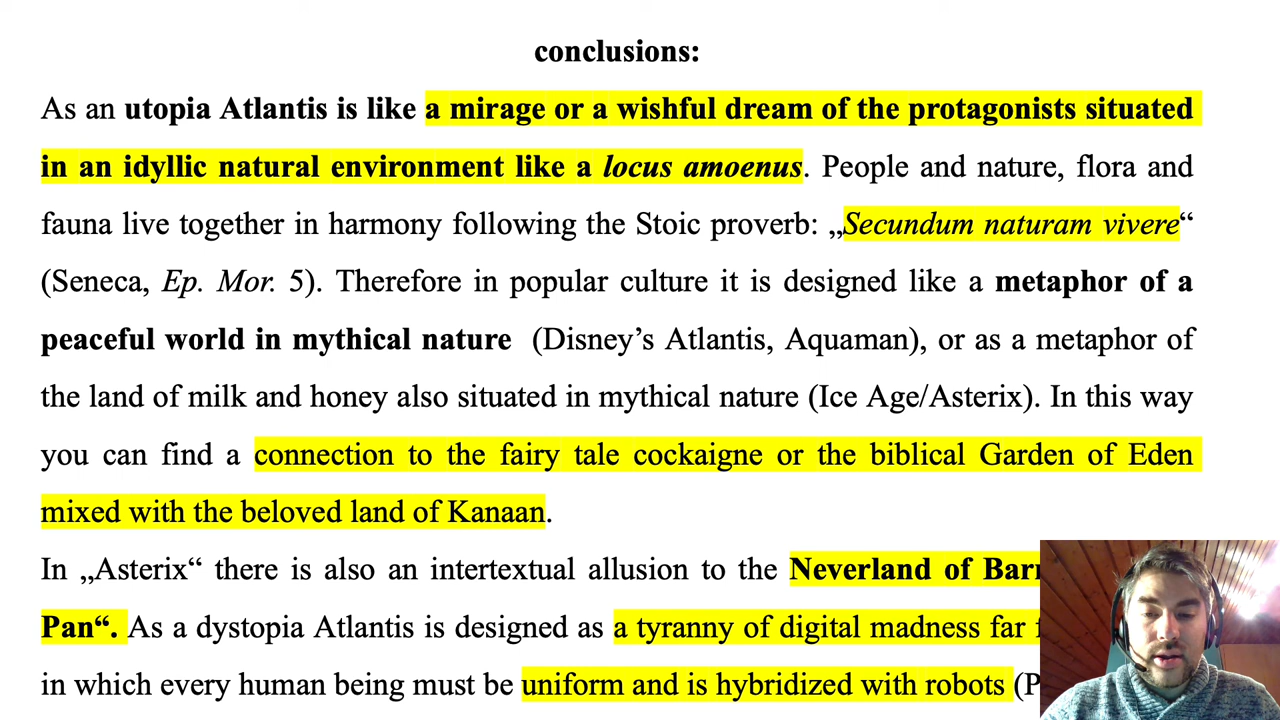 conclusions:
As an utopia Atlantis is like a mirage or a wishful dream of the protagonists situated
in an idyllic natural environment like a locus amoenus. People and nature, flora and
fauna live together in harmony following the Stoic proverb: „Secundum naturam vivere“
(Seneca, Ep. Mor. 5). Therefore in popular culture it is designed like a metaphor of a
peaceful world in mythical nature (Disney’s Atlantis, Aquaman), or as a metaphor of
the land of milk and honey also situated in mythical nature (Ice Age/Asterix). In this way
you can find a connection to the fairy tale cockaigne or the biblical Garden of Eden
mixed with the beloved land of Kanaan.
In „Asterix“ there is also an intertextual allusion to the Neverland of
Pan“. As a dystopia Atlantis is designed as a tyranny of digital madness far
in which every human being must be uniform and is hybridized with robots